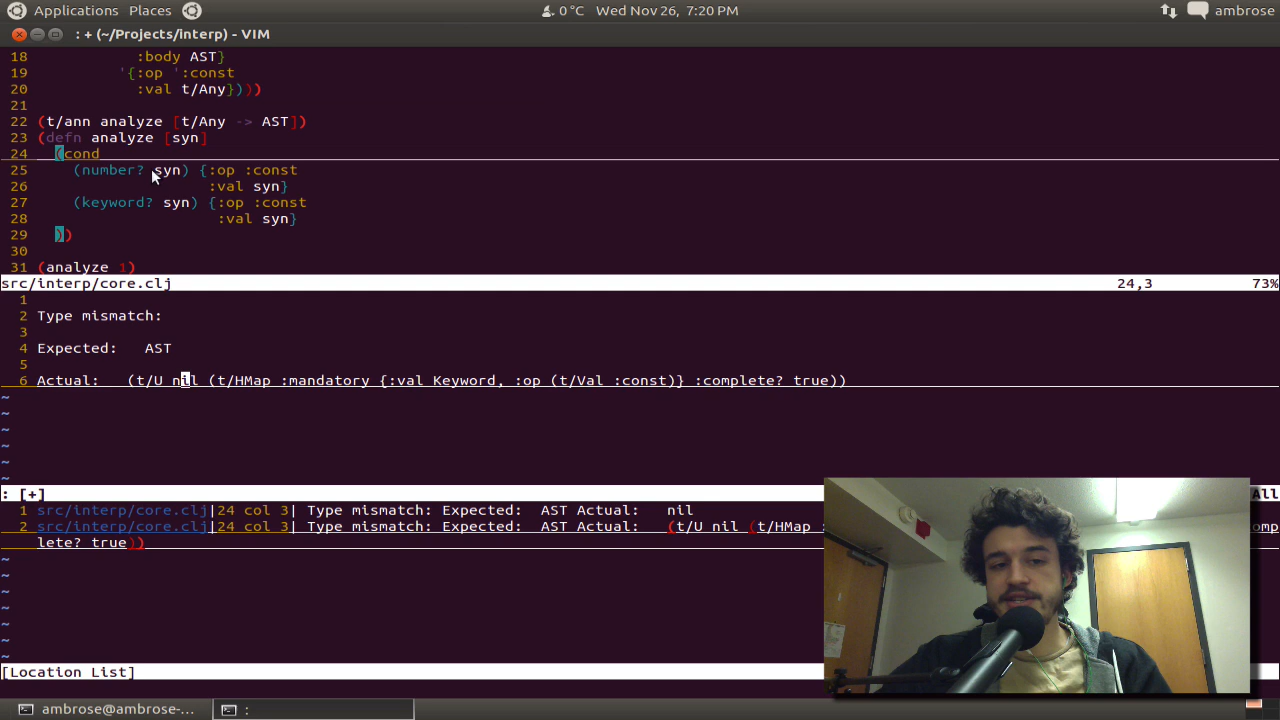 Applications Places 0 °C Wed Nov 26, 7:20 PM ambrose
: + (~/Projects/interp) - VIM
18 :body AST}
19 '{:op ':const
20 :val t/Any})))
21
22 (t/ann analyze [t/Any -> AST])
23 (defn analyze [syn]
24 (cond
25 (number? syn) {:op :const
26 :val syn}
27 (keyword? syn) {:op :const
28 :val syn}
29 ))
30
31 (analyze 1)
src/interp/core.clj 24,3 73%
1
2 Type mismatch:
3
4 Expected: AST
5
6 Actual: (t/U nil (t/HMap :mandatory {:val Keyword, :op (t/Val :const)} :complete? true))
~
~
~
~
~
~
: [+] All
1 src/interp/core.clj|24 col 3| Type mismatch: Expected: AST Actual: nil
2 src/interp/core.clj|24 col 3| Type mismatch: Expected: AST Actual: (t/U nil (t/HMap
lete? true))
~
~
~
~
~
~
~
[Location List]
ambrose@ambrose-... :